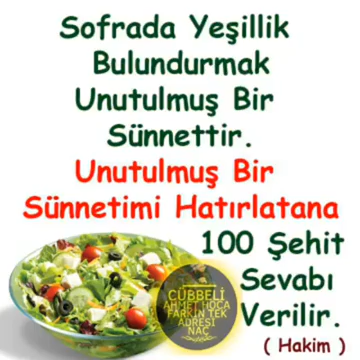 Sofrada Yeşillik
Bulundurmak
Unutulmuş Bir
Sünnettir.
Unutulmuş Bir
Sünnetimi Hatırlatana
100 Şehit
Sevabı
Verilir.
( Hakim )
CÜBBELİ
AHMET HOCA
FARKIN TEK
ADRESİ
NAÇ